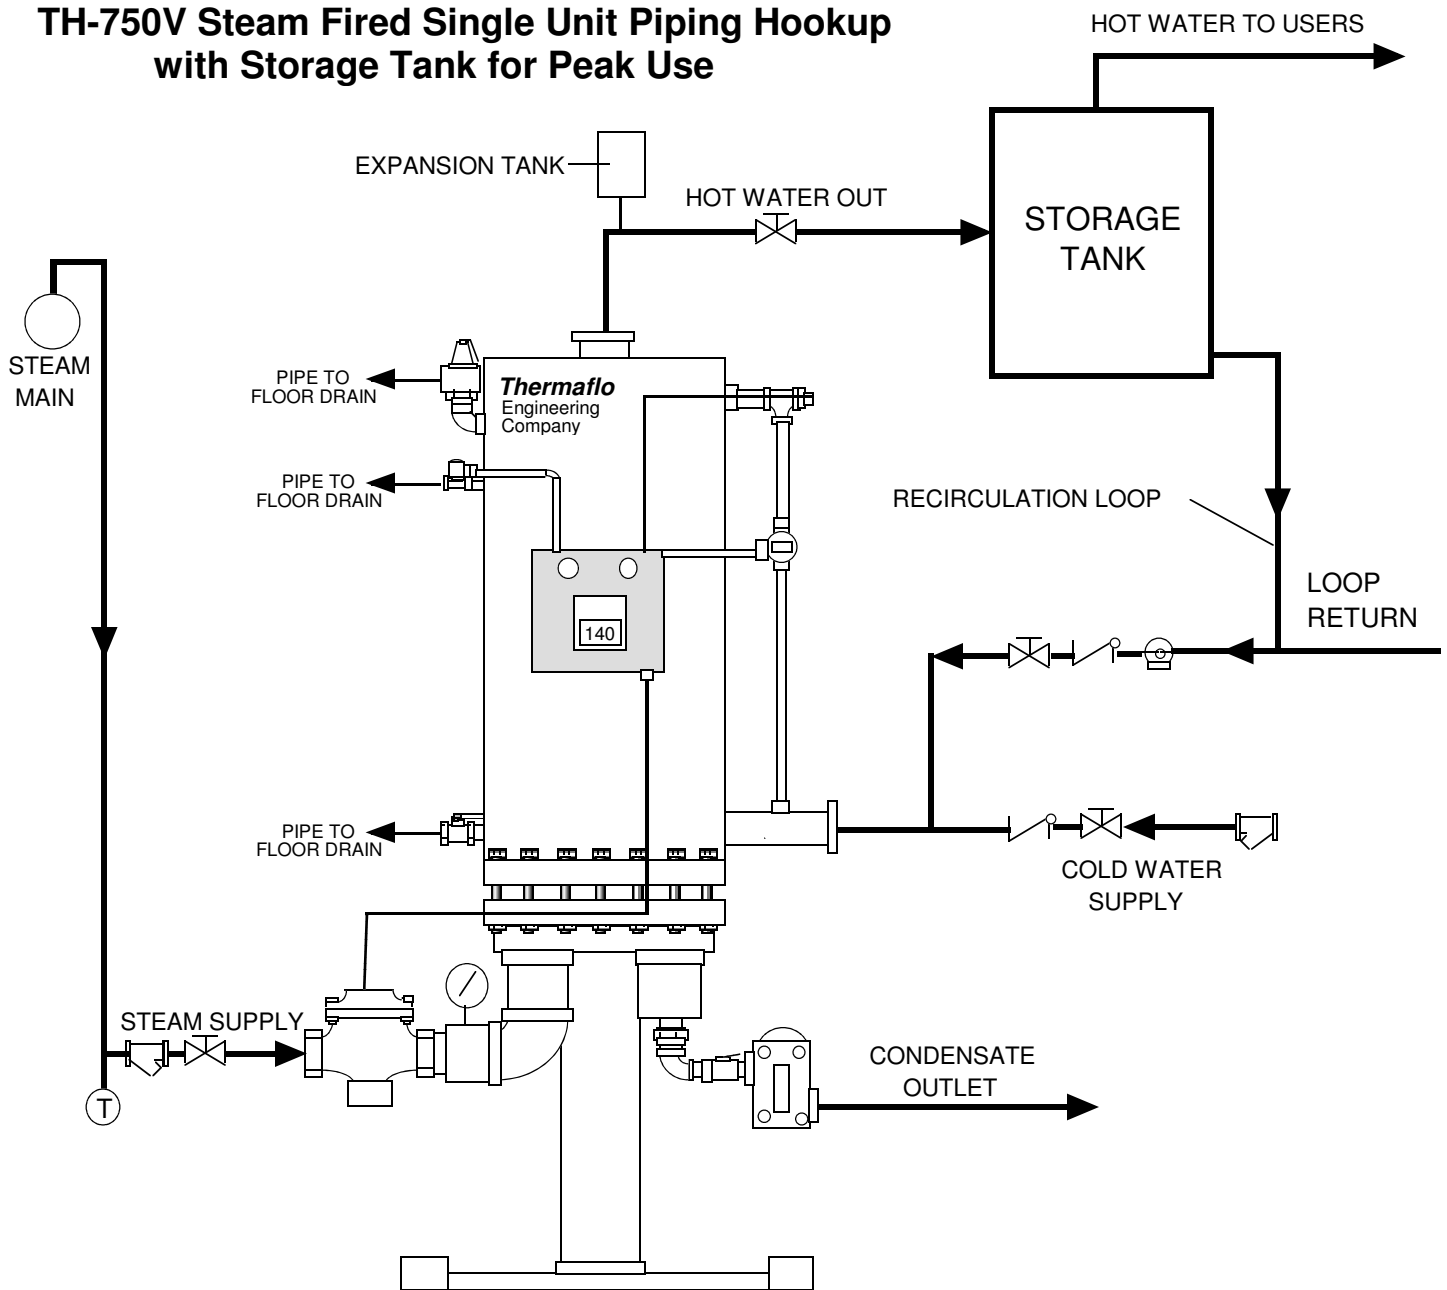 TH-750V Steam Fired Single Unit Piping Hookup
with Storage Tank for Peak Use
HOT WATER TO USERS
EXPANSION TANK
HOT WATER OUT
STORAGE
TANK
STEAM
MAIN
PIPE TO
FLOOR DRAIN
Thermaflo
Engineering
Company
PIPE TO
FLOOR DRAIN
RECIRCULATION LOOP
LOOP
RETURN
140
PIPE TO
FLOOR DRAIN
COLD WATER
SUPPLY
STEAM SUPPLY
CONDENSATE
OUTLET
T